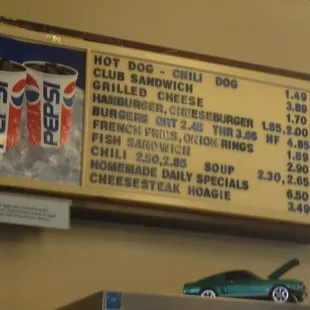 PEPSI
HOT DOG - CHILI DOG 1.49
CLUB SANDWICH 3.89
GRILLED CHEESE 1.70
HAMBURGER, CHEESEBURGER 1.85,2.00
BURGERS QRT 2.45 THR 3.65 HF 4.85
FRENCH FRIES, ONION RINGS 1.89
FISH SANDWICH 2.90
CHILI 2.50,2.85 SOUP 2.30,2.65
HOMEMADE DAILY SPECIALS 6.50
CHEESESTEAK HOAGIE 3.49